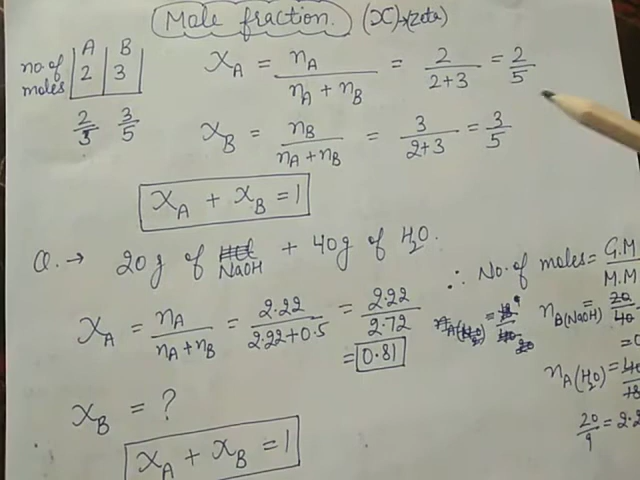 Mole fraction. (x)→(zeta)
A B
no. of moles 2 3
2/5 3/5
x_A = n_A/(n_A + n_B) = 2/(2+3) = 2/5
x_B = n_B/(n_A + n_B) = 3/(2+3) = 3/5
x_A + x_B = 1
Q. → 20g of NaOH + 40g of H₂O.
∴ No. of moles = G.M/M.M
x_A = n_A/(n_A + n_B) = 2.22/(2.22+0.5) = 2.22/2.72
= 0.81
n_B(NaOH) = 20/40
= 0
n_A(H₂O) = 40/18
20/9 = 2.2
x_B = ?
x_A + x_B = 1